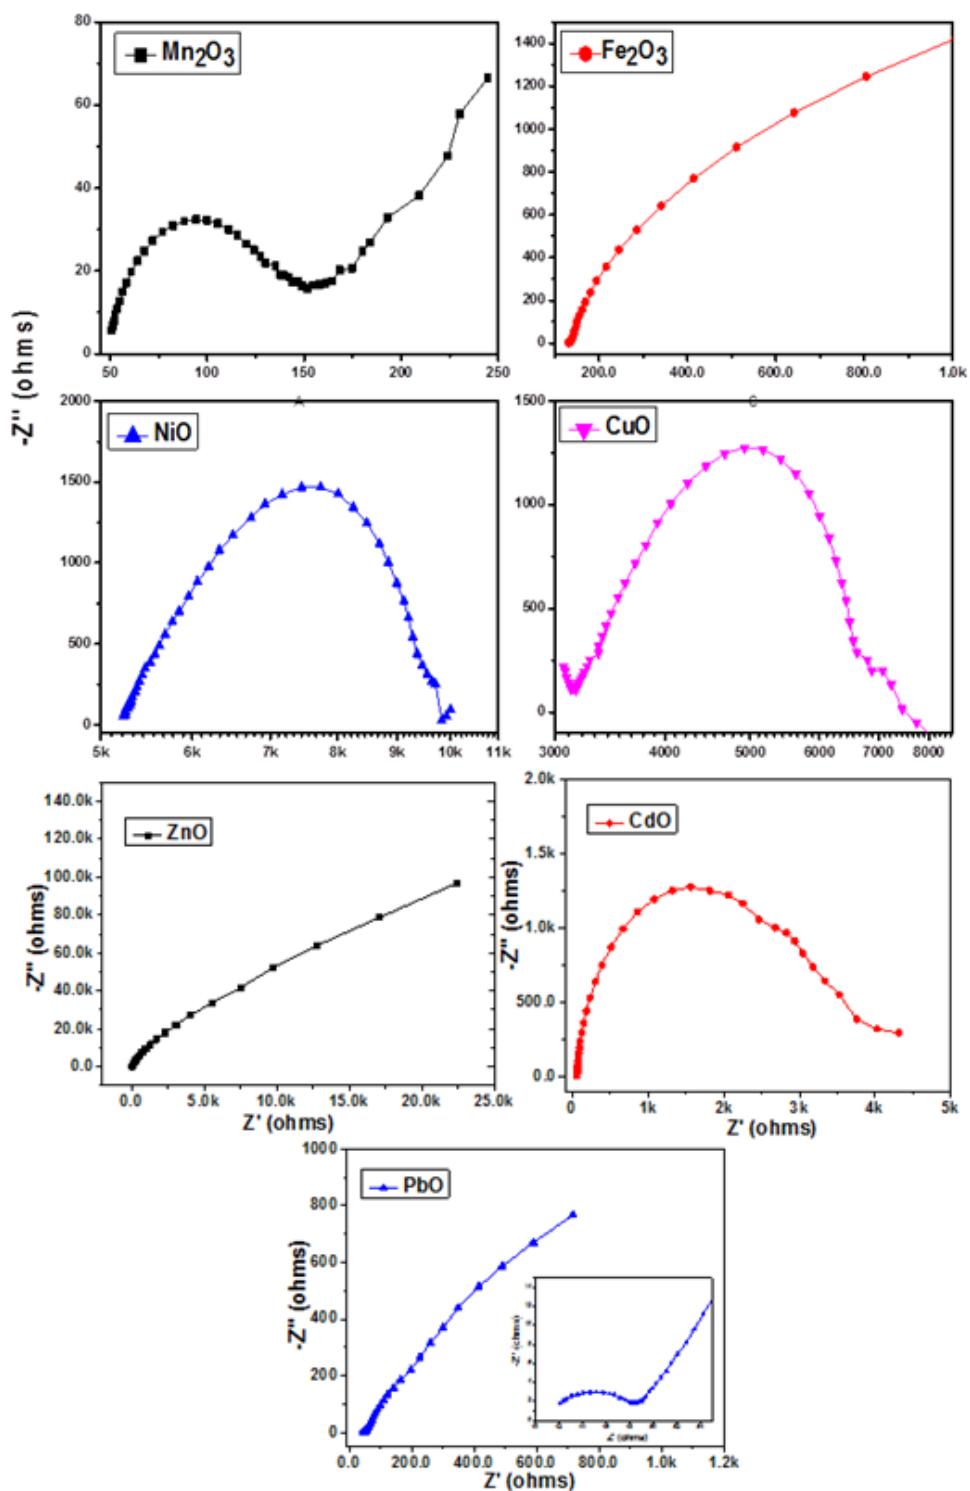 Mn2O3
80
60
40
20
0
50 100 150 200 250
Fe2O3
1400
1200
1000
800
600
400
200
0
200.0 400.0 600.0 800.0 1.0k
-Z'' (ohms)
NiO
2000
1500
1000
500
0
5k 6k 7k 8k 9k 10k 11k
CuO
1500
1000
500
0
3000 4000 5000 6000 7000 8000
ZnO
140.0k
120.0k
100.0k
80.0k
60.0k
40.0k
20.0k
0.0
-Z'' (ohms)
0.0 5.0k 10.0k 15.0k 20.0k 25.0k
Z' (ohms)
CdO
2.0k
1.5k
1.0k
500.0
0.0
-Z'' (ohms)
0 1k 2k 3k 4k 5k
Z' (ohms)
PbO
1000
800
600
400
200
0
-Z'' (ohms)
0.0 200.0 400.0 600.0 800.0 1.0k 1.2k
Z' (ohms)
-Z' (ohms)
Z (ohms)